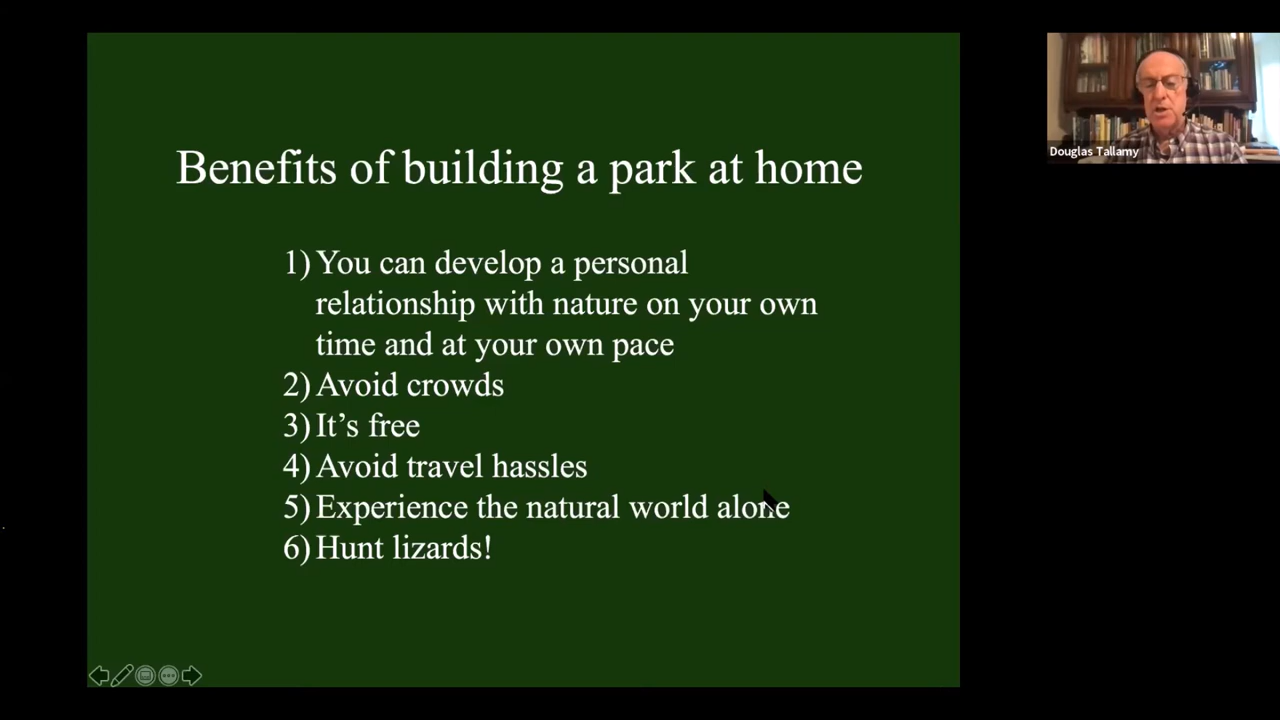 Benefits of building a park at home
1) You can develop a personal
relationship with nature on your own
time and at your own pace
2) Avoid crowds
3) It’s free
4) Avoid travel hassles
5) Experience the natural world alone
6) Hunt lizards!
Douglas Tallamy